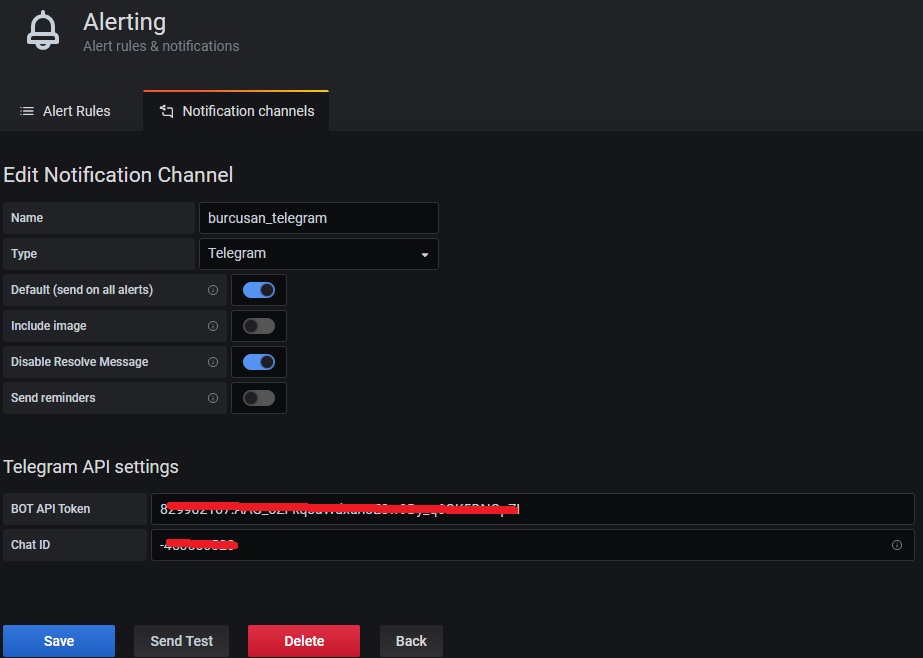 Alerting
Alert rules & notifications
Alert Rules
Notification channels
Edit Notification Channel
Name
burcusan_telegram
Type
Telegram
Default (send on all alerts)
Include image
Disable Resolve Message
Send reminders
Telegram API settings
BOT API Token
Chat ID
Save
Send Test
Delete
Back